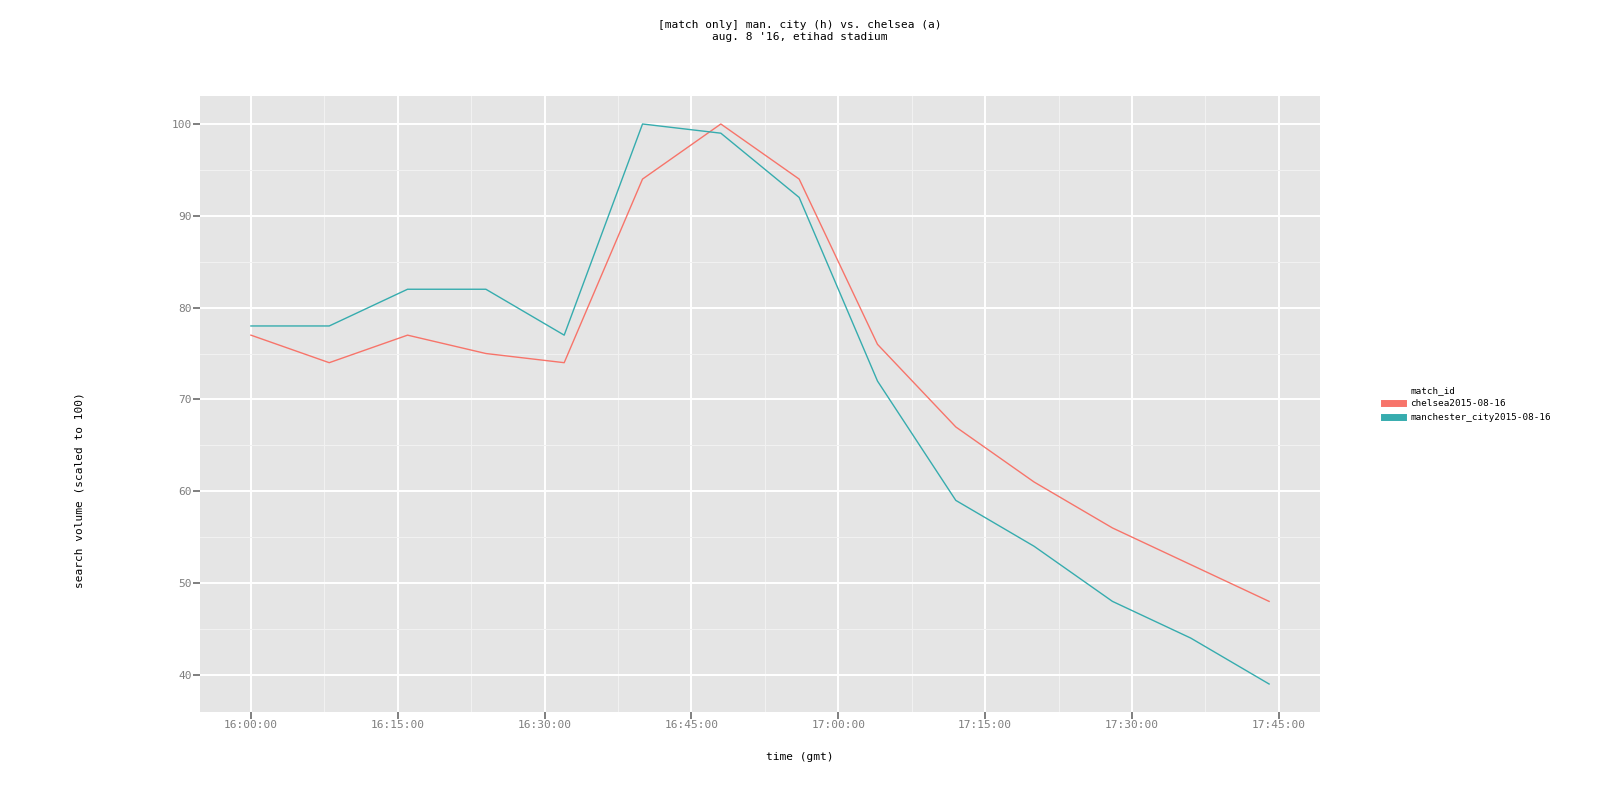 [match only] man. city (h) vs. chelsea (a)
aug. 8 '16, etihad stadium
search volume (scaled to 100)
100
90
80
70
60
50
40
16:00:00 16:15:00 16:30:00 16:45:00 17:00:00 17:15:00 17:30:00 17:45:00
time (gmt)
match_id
chelsea2015-08-16
manchester_city2015-08-16